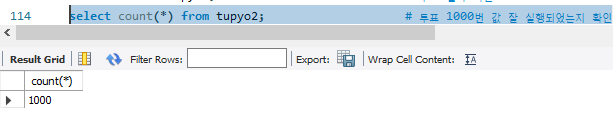 114 select count(*) from tupyo2; # 투표 1000번 값 잘 실행되었는지 확인
Result Grid Filter Rows: Export: Wrap Cell Content:
count(*)
1000